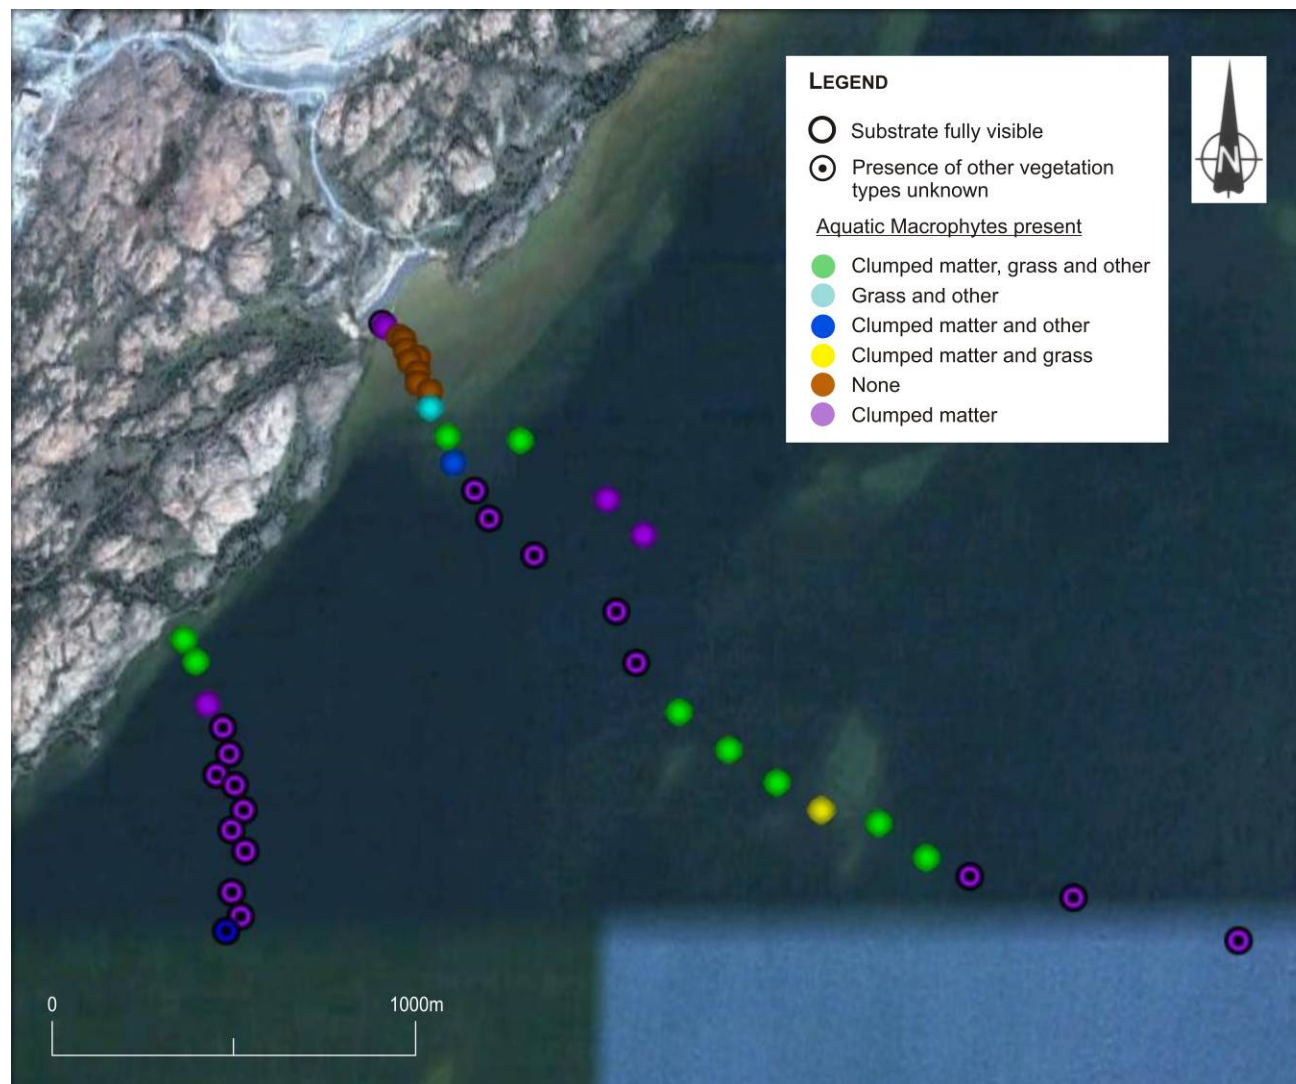 LEGEND
Substrate fully visible
Presence of other vegetation
types unknown
Aquatic Macrophytes present
Clumped matter, grass and other
Grass and other
Clumped matter and other
Clumped matter and grass
None
Clumped matter
N
0 1000m